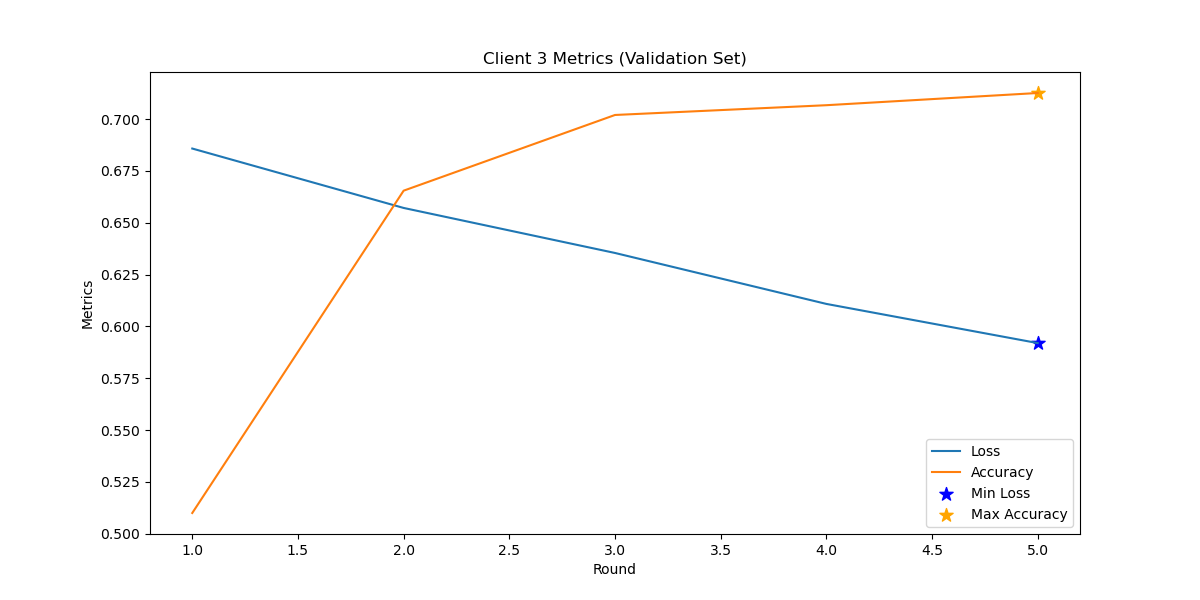 Client 3 Metrics (Validation Set)
Metrics
0.700
0.675
0.650
0.625
0.600
0.575
0.550
0.525
0.500
1.0 1.5 2.0 2.5 3.0 3.5 4.0 4.5 5.0
Round
Loss
Accuracy
Min Loss
Max Accuracy